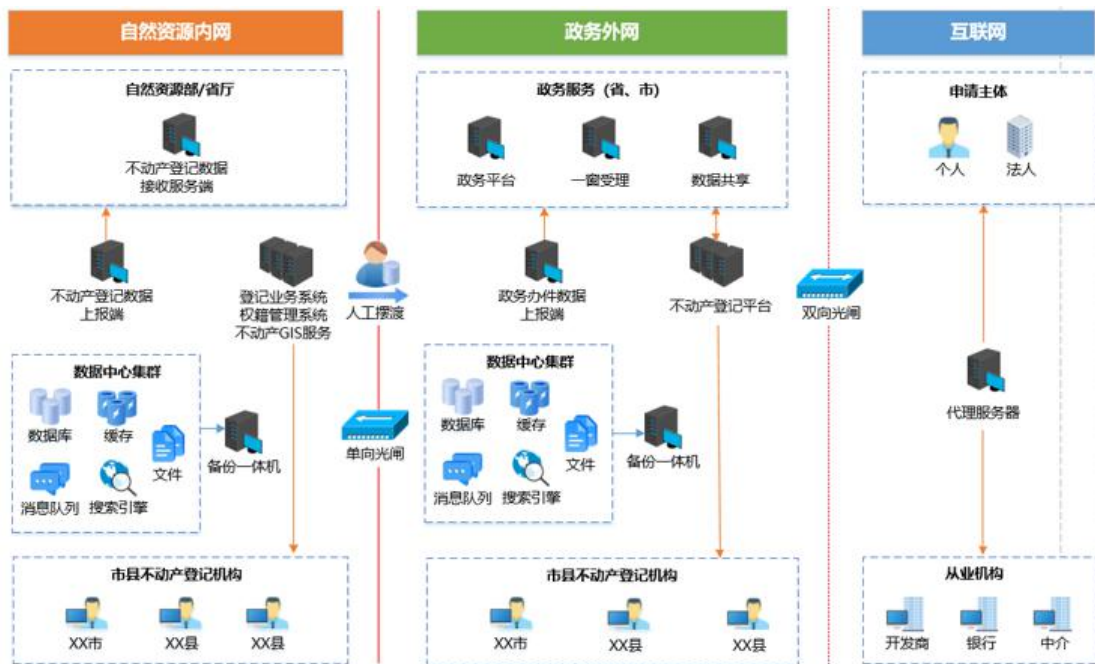 自然资源内网
政务外网
互联网
自然资源部/省厅
不动产登记数据
接收服务端
不动产登记数据
上报端
登记业务系统
权籍管理系统
不动产GIS服务
数据中心集群
数据库
缓存
文件
消息队列
搜索引擎
备份一体机
市县不动产登记机构
XX市
XX县
XX县
人工摆渡
单向光闸
政务服务（省、市）
政务平台
一窗受理
数据共享
政务办件数据
上报端
不动产登记平台
数据中心集群
数据库
缓存
文件
消息队列
搜索引擎
备份一体机
市县不动产登记机构
XX市
XX县
XX县
双向光闸
申请主体
个人
法人
代理服务器
从业机构
开发商
银行
中介